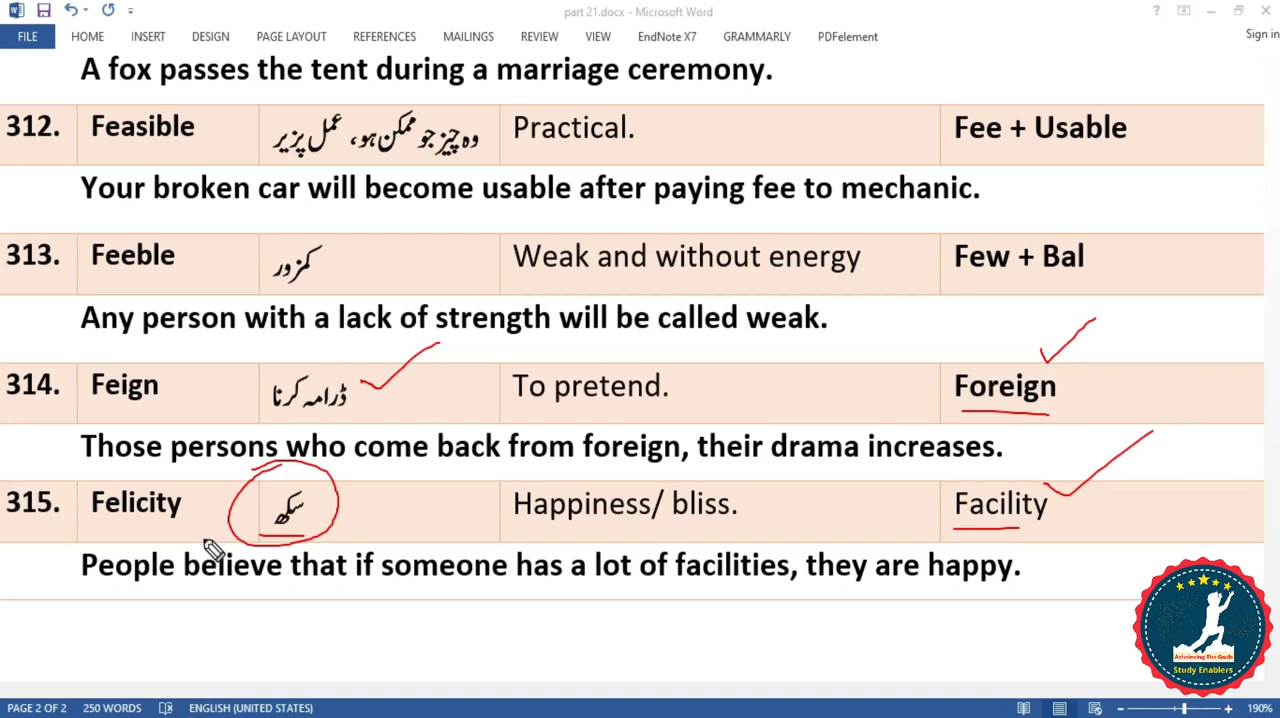 part 21.docx - Microsoft Word
FILE HOME INSERT DESIGN PAGE LAYOUT REFERENCES MAILINGS REVIEW VIEW EndNote X7 GRAMMARLY PDFelement Sign in
A fox passes the tent during a marriage ceremony.
312. Feasible وہ چیز جو ممکن ہو، عمل پزیر Practical. Fee + Usable
Your broken car will become usable after paying fee to mechanic.
313. Feeble کمزور Weak and without energy Few + Bal
Any person with a lack of strength will be called weak.
314. Feign ڈرامہ کرنا To pretend. Foreign
Those persons who come back from foreign, their drama increases.
315. Felicity سکھ Happiness/ bliss. Facility
People believe that if someone has a lot of facilities, they are happy.
Acheieving The Goals
Study Enablers
PAGE 2 OF 2 250 WORDS ENGLISH (UNITED STATES) 190%